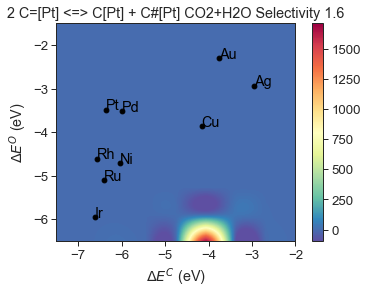 2 C=[Pt] <=> C[Pt] + C#[Pt] CO2+H2O Selectivity 1.6
Au
Ag
Cu
Pt
Pd
Rh
Ni
Ru
Ir
−2
−3
−4
−5
−6
ΔE^O (eV)
−7
−6
−5
−4
−3
−2
ΔE^C (eV)
1500
1250
1000
750
500
250
0